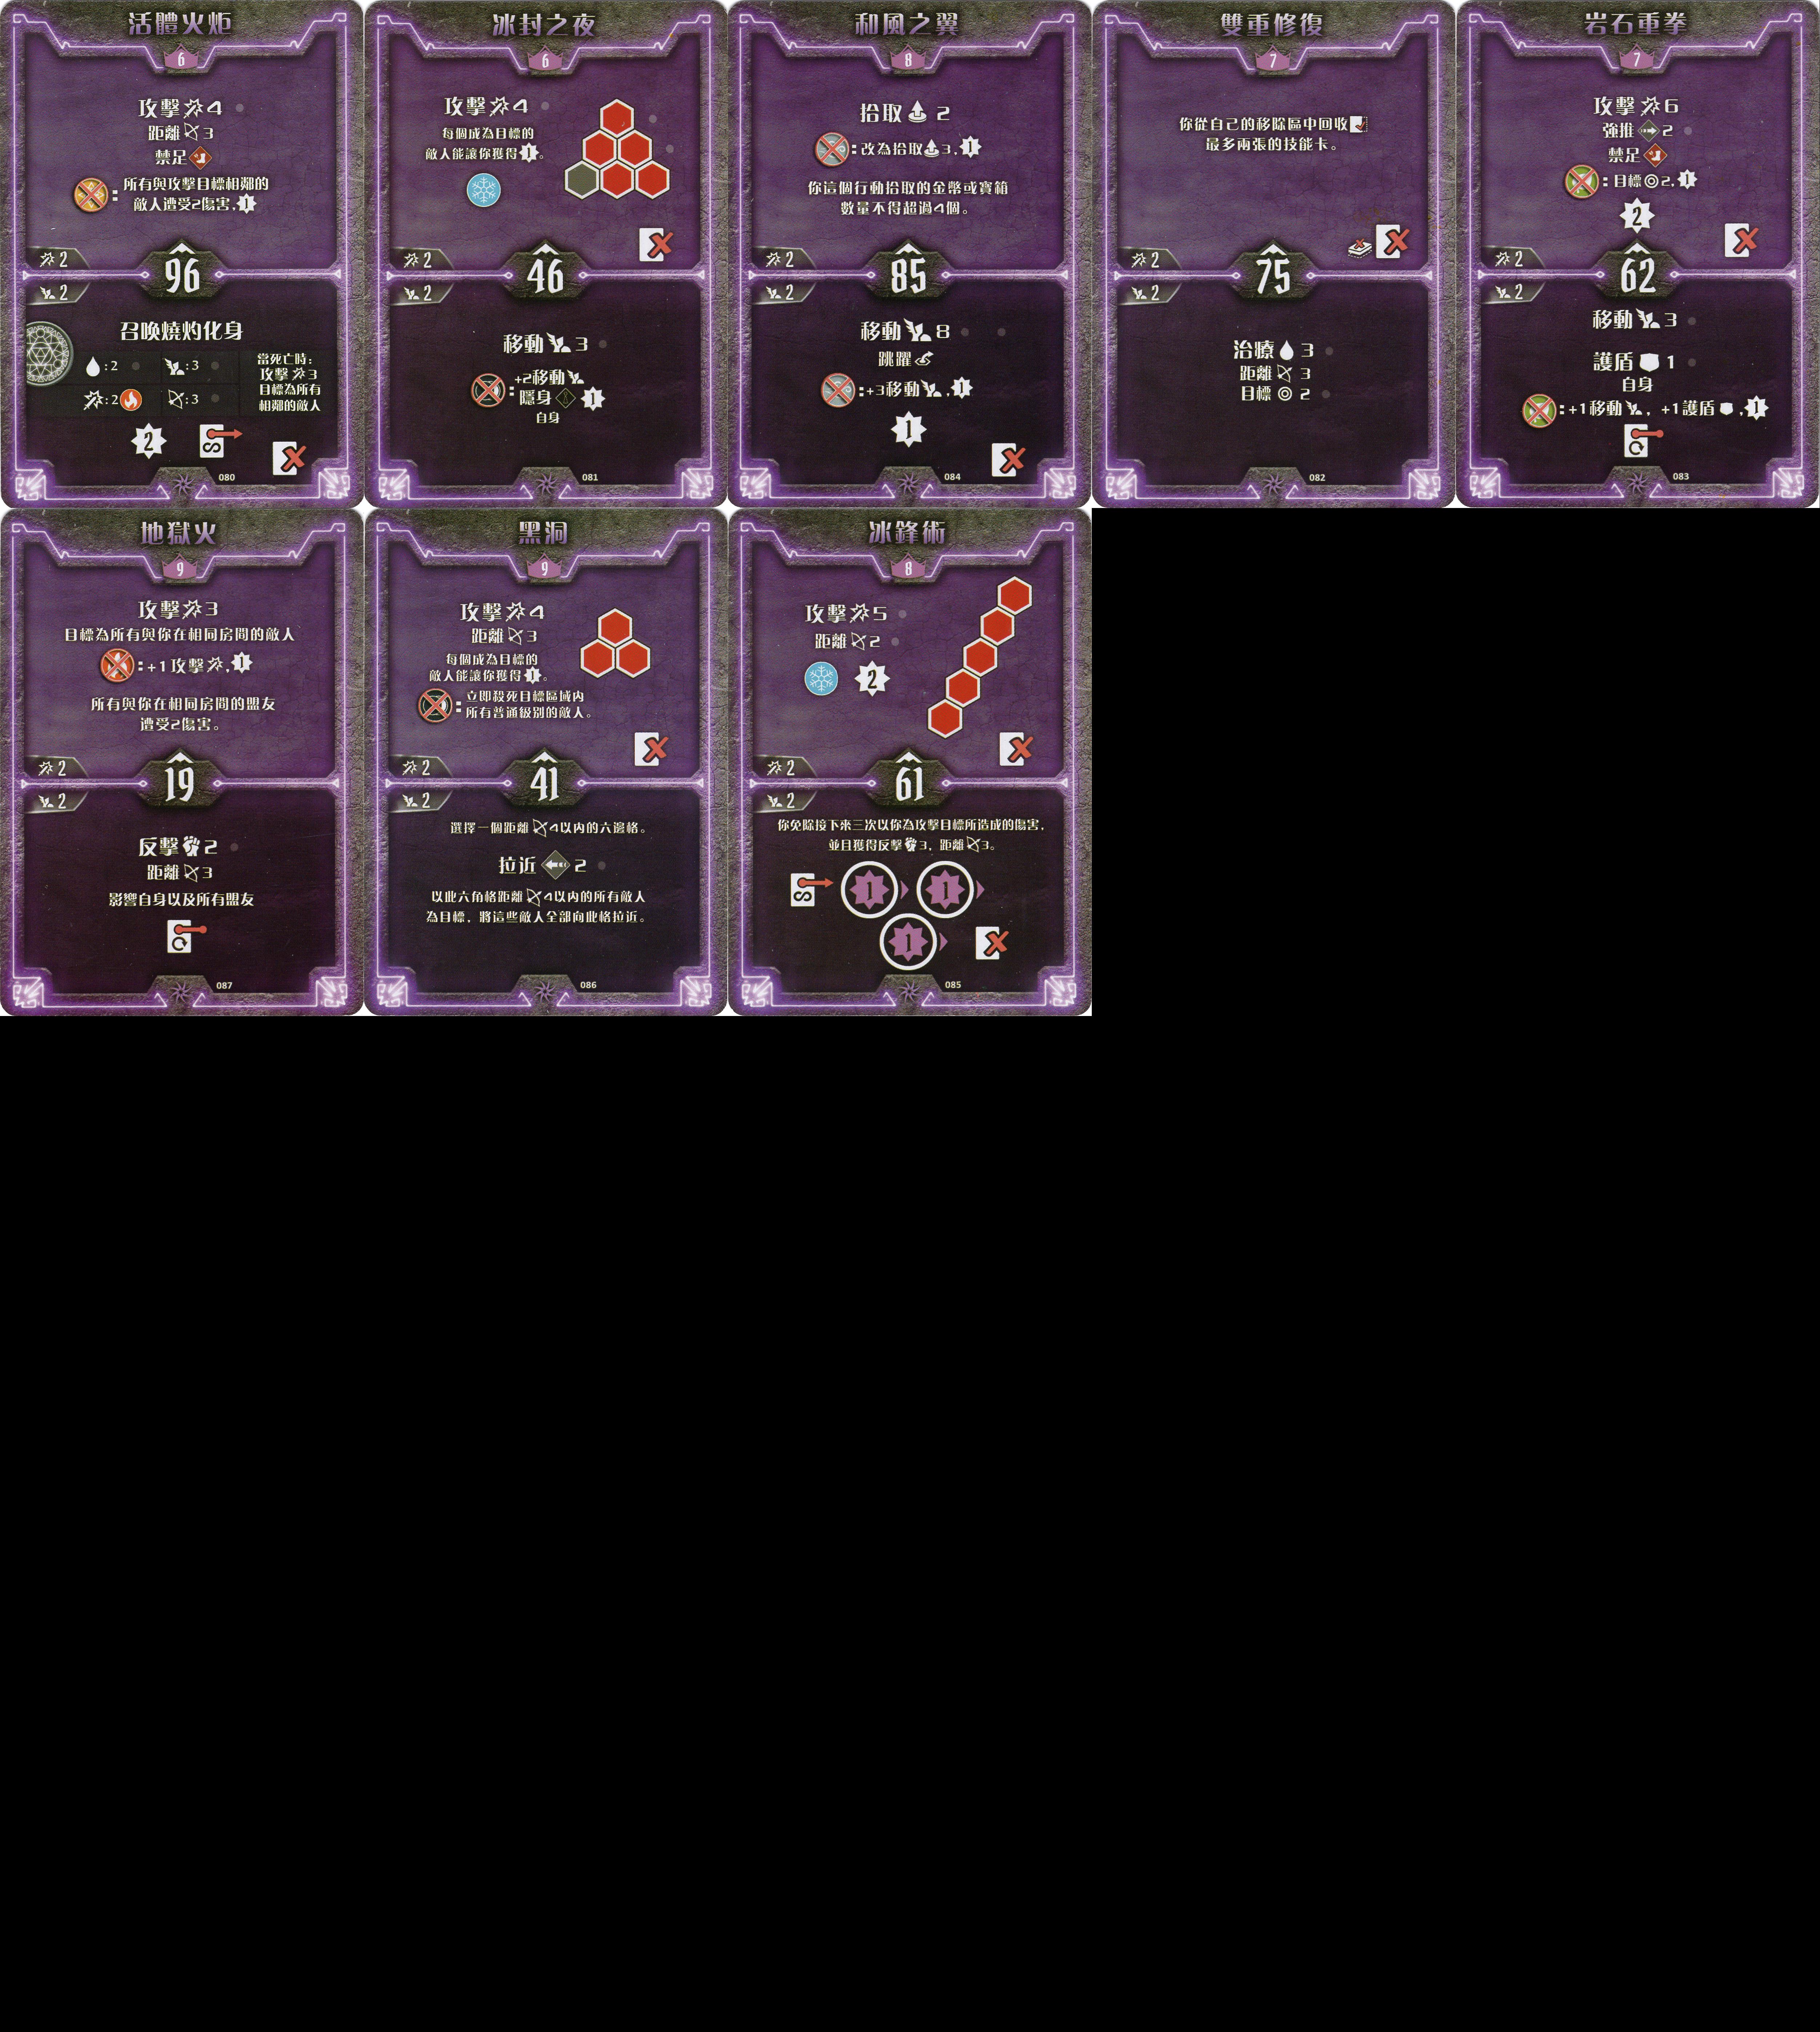 活體火炬
6
攻擊 4
距離 3
禁足
: 所有與攻擊目標相鄰的
敵人遭受2傷害, 1
2
96
2
召喚燒灼化身
:2
:3
:2
:3
當死亡時:
攻擊 3
目標為所有
相鄰的敵人
2
080
冰封之夜
6
攻擊 4
每個成為目標的
敵人能讓你獲得 1 。
2
46
2
移動 3
: +2移動
隱身 1
自身
081
和風之翼
8
拾取 2
: 改為拾取 3, 1
你這個行動拾取的金幣或寶箱
數量不得超過4個。
2
85
2
移動 8
跳躍
: +3移動 , 1
1
084
雙重修復
7
你從自己的移除區中回收
最多兩張的技能卡。
2
75
2
治療 3
距離 3
目標 2
082
岩石重拳
7
攻擊 6
強推 2
禁足
: 目標 2, 1
2
2
62
2
移動 3
護盾 1
自身
: +1移動 , +1護盾 , 1
083
地獄火
9
攻擊 3
目標為所有與你在相同房間的敵人
: +1攻擊 , 1
所有與你在相同房間的盟友
遭受2傷害。
2
19
2
反擊 2
距離 3
影響自身以及所有盟友
087
黑洞
9
攻擊 4
距離 3
每個成為目標的
敵人能讓你獲得 1 。
: 立即殺死目標區域內
所有普通級別的敵人。
2
41
2
選擇一個距離 4以內的六邊格。
拉近 2
以此六角格距離 4以內的所有敵人
為目標, 將這些敵人全部向此格拉近。
086
冰鋒術
8
攻擊 5
距離 2
2
2
61
2
你免除接下來三次以你為攻擊目標所造成的傷害,
並且獲得反擊 3, 距離 3。
1
1
1
085